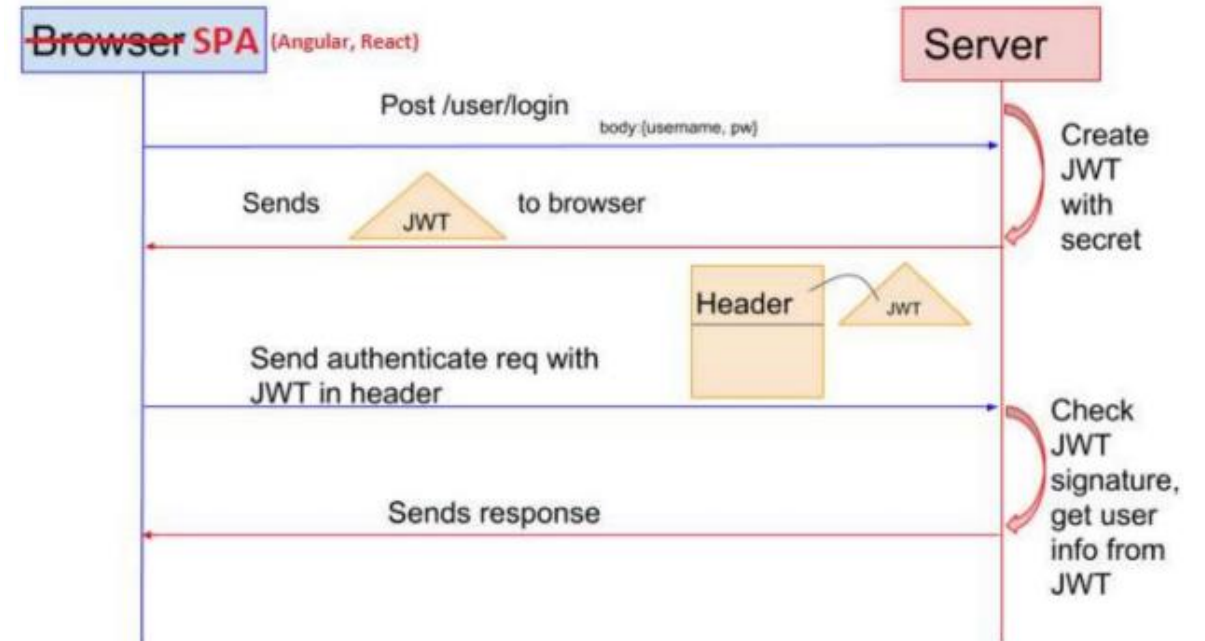 Browser SPA (Angular, React)
Server
Post /user/login
body:{username, pw}
Create
JWT
with
secret
Sends JWT to browser
Header JWT
Send authenticate req with
JWT in header
Check
JWT
signature,
get user
info from
JWT
Sends response